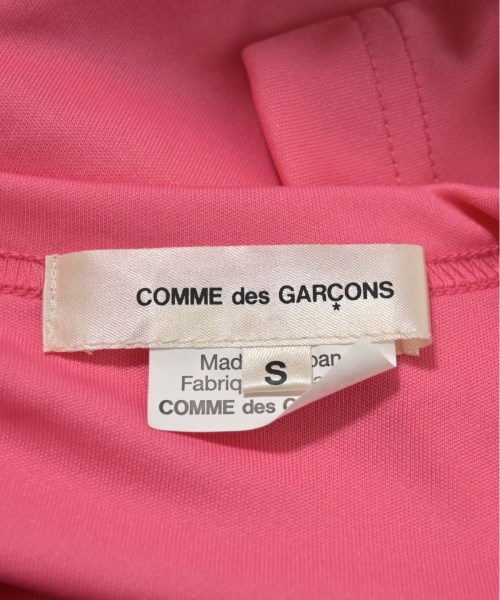 COMME des GARÇONS
*
Mad pan
S
Fabriq
COMME des G